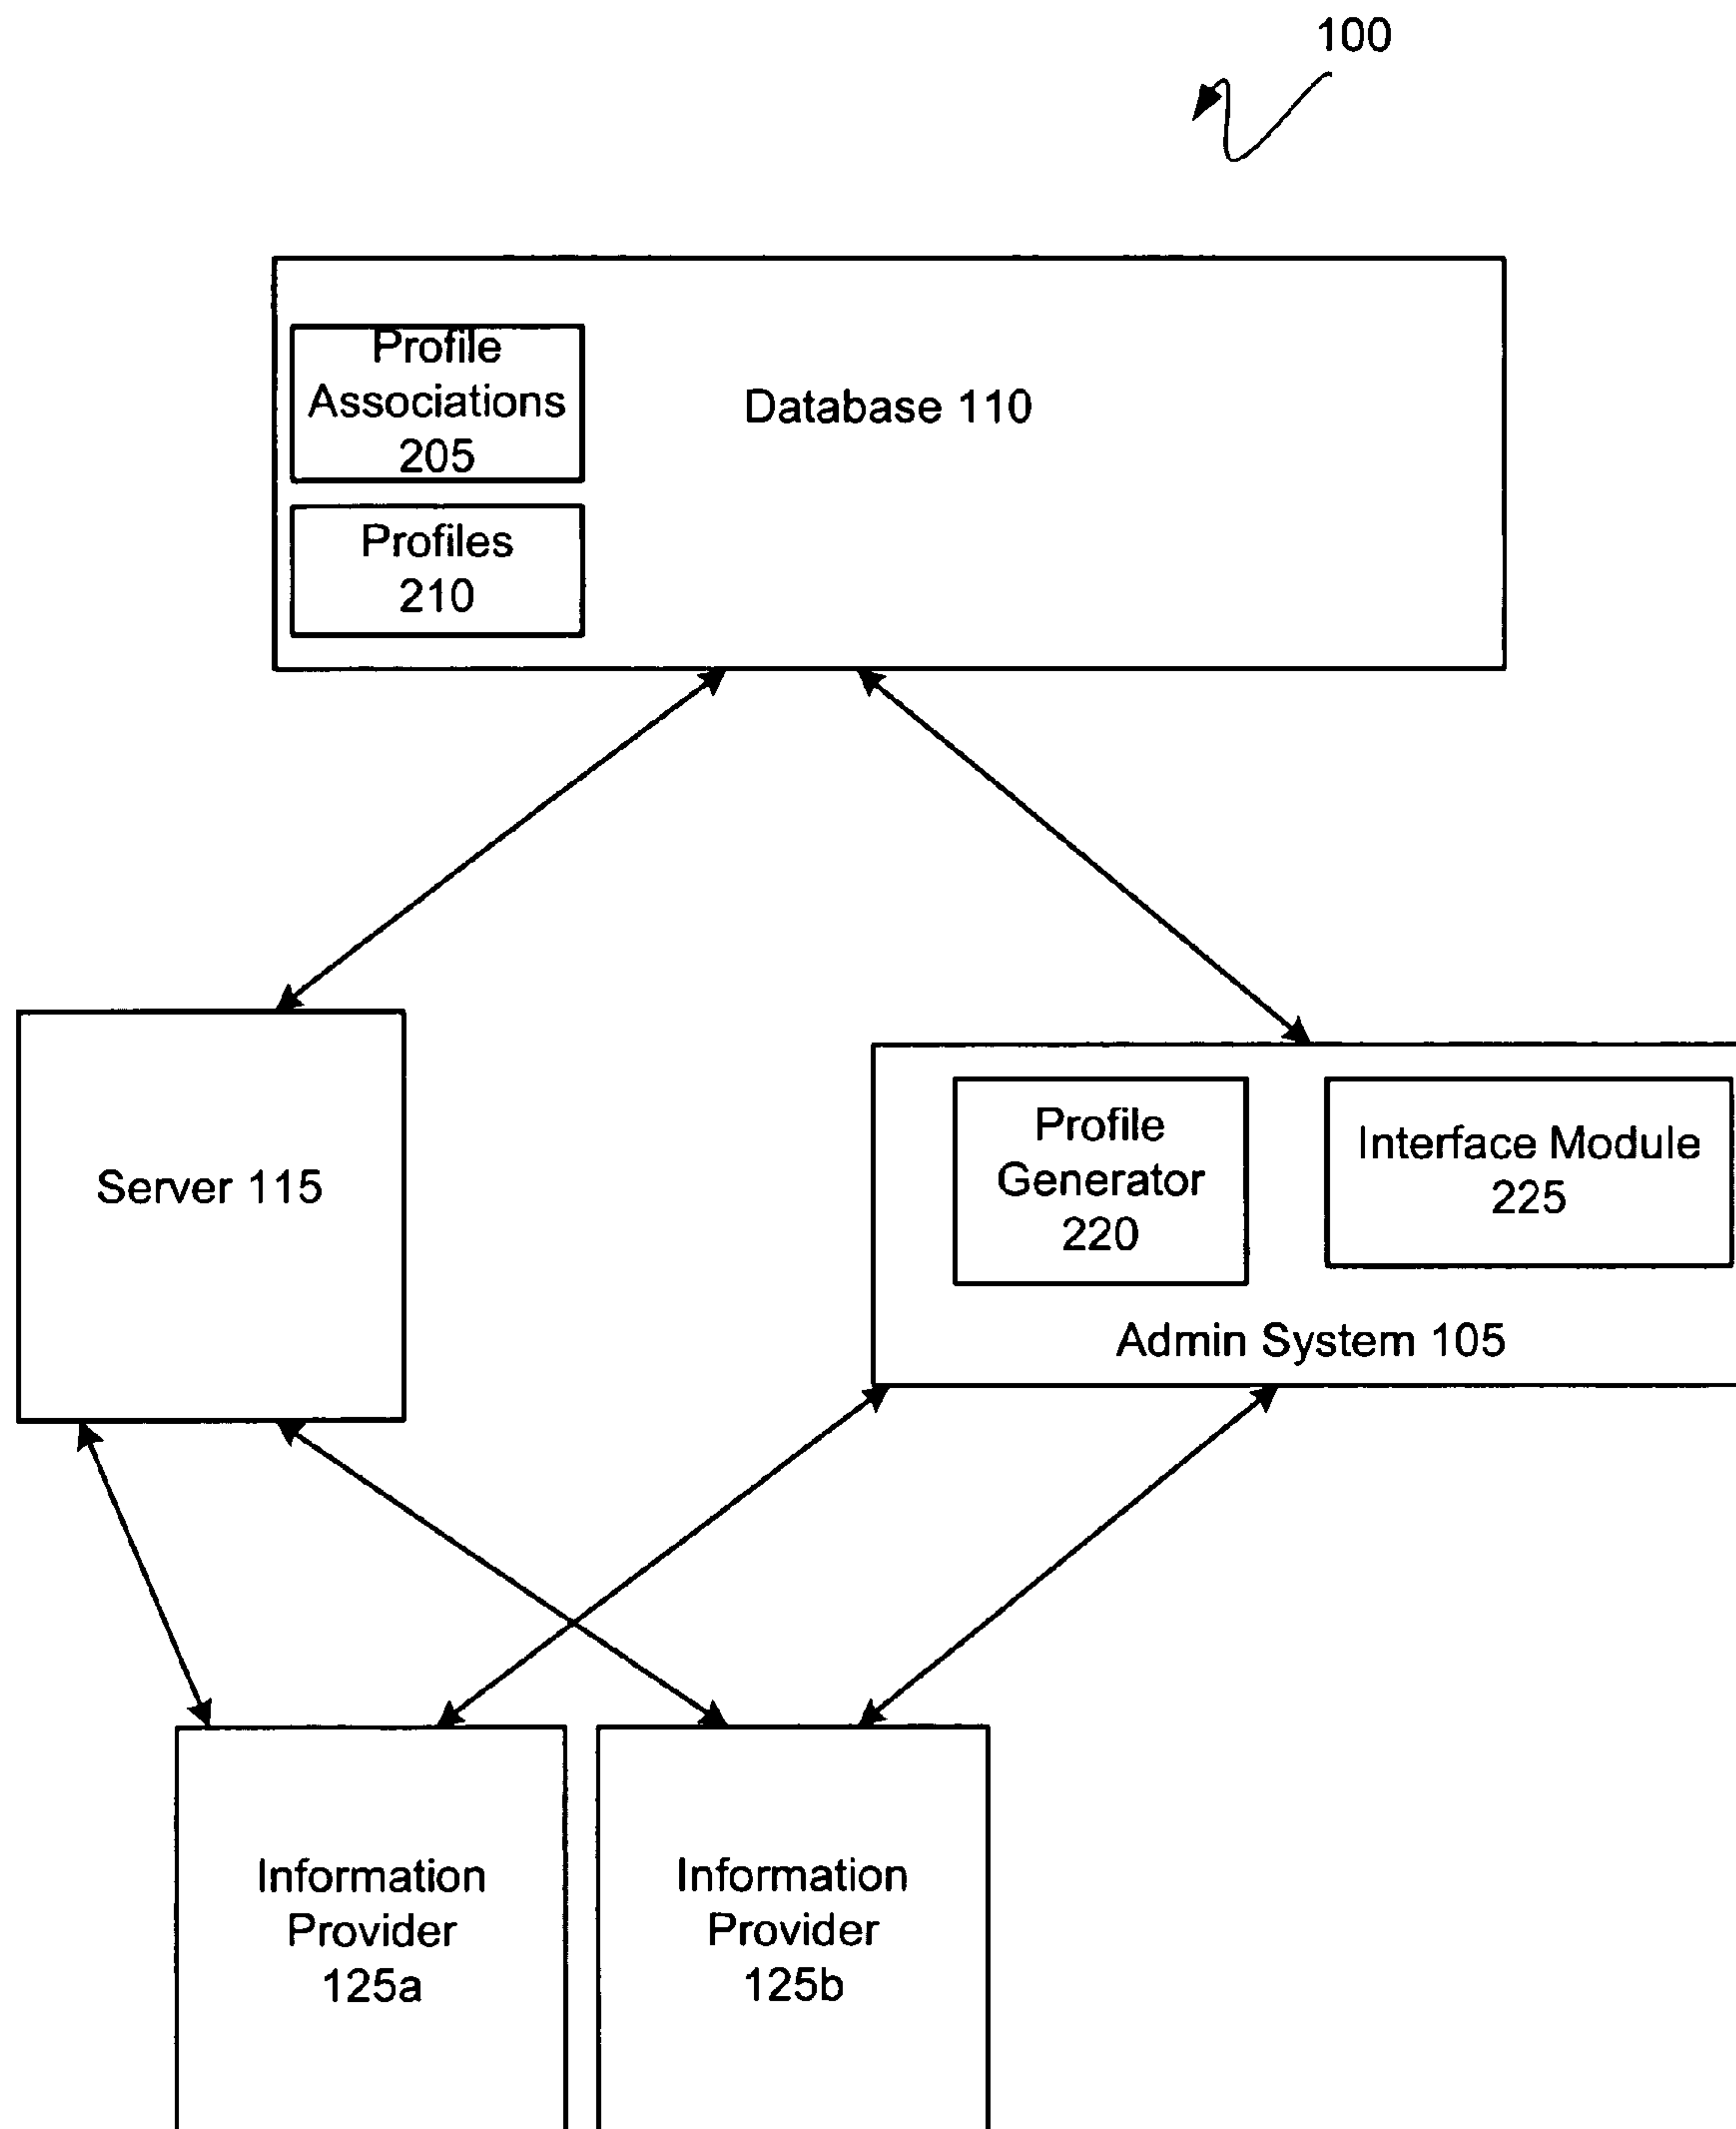 100
Profile
Associations
205
Database 110
Profiles
210
Server 115
Profile
Generator
220
Interface Module
225
Admin System 105
Information
Provider
125a
Information
Provider
125b